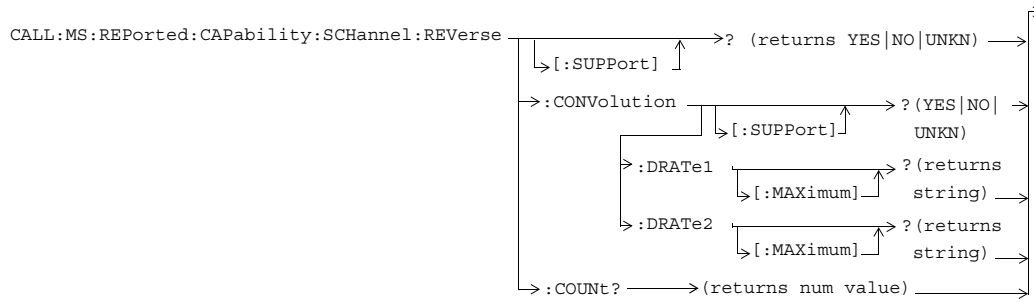 CALL:MS:REPorted:CAPability:SCHannel:REVerse ? (returns YES|NO|UNKN)
[:SUPPort]
:CONVolution ?(YES|NO|
[:SUPPort] UNKN)
:DRATe1 ?(returns
[:MAXimum] string)
:DRATe2 ?(returns
[:MAXimum] string)
:COUNt? (returns num value)